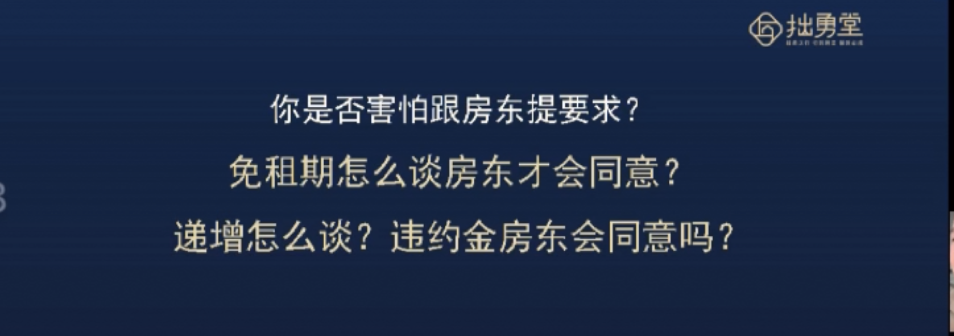 拙勇堂
你是否害怕跟房东提要求？
免租期怎么谈房东才会同意？
递增怎么谈？违约金房东会同意吗？